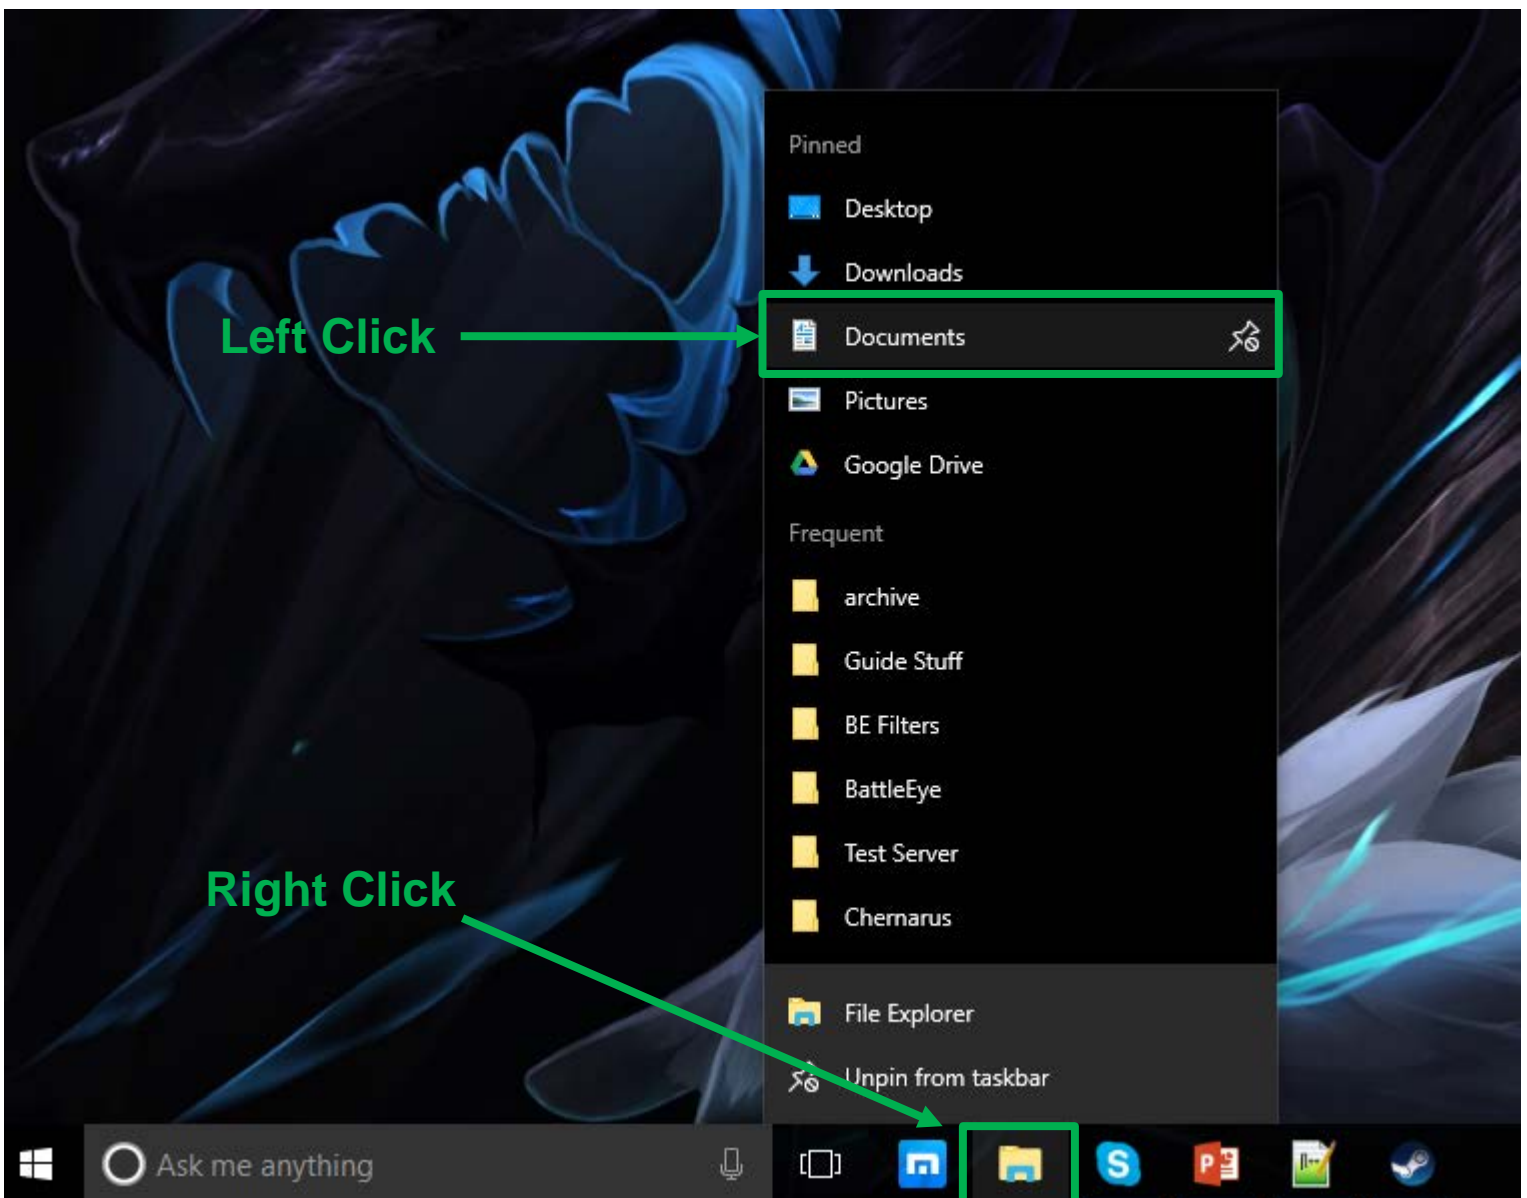 Pinned
Desktop
Downloads
Left Click
Documents
Pictures
Google Drive
Frequent
archive
Guide Stuff
BE Filters
BattleEye
Test Server
Right Click
Chernarus
File Explorer
Unpin from taskbar
Ask me anything